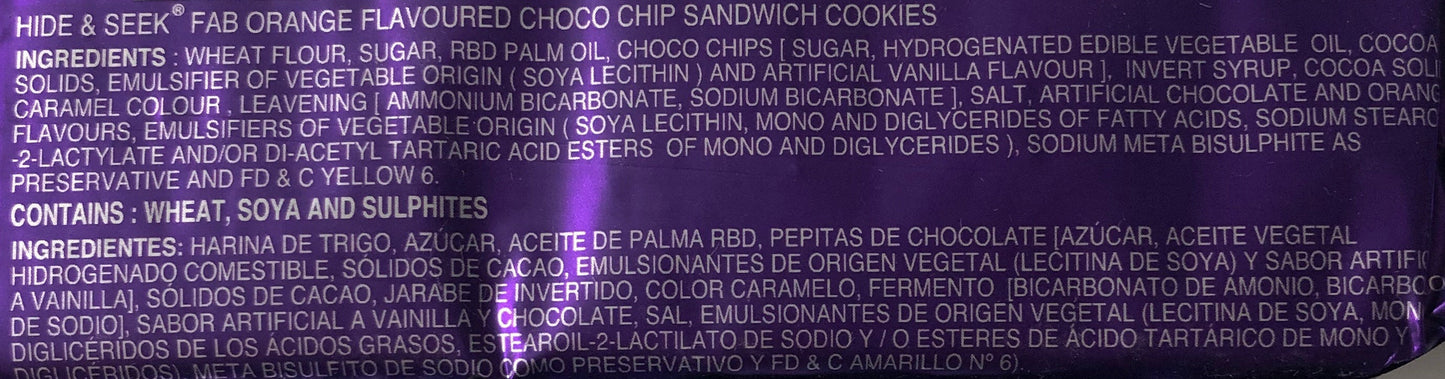 HIDE & SEEK® FAB ORANGE FLAVOURED CHOCO CHIP SANDWICH COOKIES
INGREDIENTS : WHEAT FLOUR, SUGAR, RBD PALM OIL, CHOCO CHIPS [ SUGAR, HYDROGENATED EDIBLE VEGETABLE OIL, COCOA
SOLIDS, EMULSIFIER OF VEGETABLE ORIGIN ( SOYA LECITHIN ) AND ARTIFICIAL VANILLA FLAVOUR ], INVERT SYRUP, COCOA SOLI
CARAMEL COLOUR , LEAVENING [ AMMONIUM BICARBONATE, SODIUM BICARBONATE ], SALT, ARTIFICIAL CHOCOLATE AND ORANG
FLAVOURS, EMULSIFIERS OF VEGETABLE ORIGIN ( SOYA LECITHIN, MONO AND DIGLYCERIDES OF FATTY ACIDS, SODIUM STEARO
-2-LACTYLATE AND/OR DI-ACETYL TARTARIC ACID ESTERS OF MONO AND DIGLYCERIDES ), SODIUM META BISULPHITE AS
PRESERVATIVE AND FD & C YELLOW 6.
CONTAINS : WHEAT, SOYA AND SULPHITES
INGREDIENTES: HARINA DE TRIGO, AZÚCAR, ACEITE DE PALMA RBD, PEPITAS DE CHOCOLATE [AZÚCAR, ACEITE VEGETAL
HIDROGENADO COMESTIBLE, SÓLIDOS DE CACAO, EMULSIONANTES DE ORIGEN VEGETAL (LECITINA DE SOYA) Y SABOR ARTIFIC
A VAINILLA], SÓLIDOS DE CACAO, JARABE DE INVERTIDO, COLOR CARAMELO, FERMENTO [BICARBONATO DE AMONIO, BICARBO
DE SODIO], SABOR ARTIFICIAL A VAINILLA Y CHOCOLATE, SAL, EMULSIONANTES DE ORIGEN VEGETAL (LECITINA DE SOYA, MON
DIGLICÉRIDOS DE LOS ÁCIDOS GRASOS, ESTEAROIL-2-LACTILATO DE SODIO Y / O ESTERES DE ÁCIDO TARTÁRICO DE MONO Y
DIGLICÉRIDOS), META BISULFITO DE SODIO COMO PRESERVATIVO Y FD & C AMARILLO Nº 6).